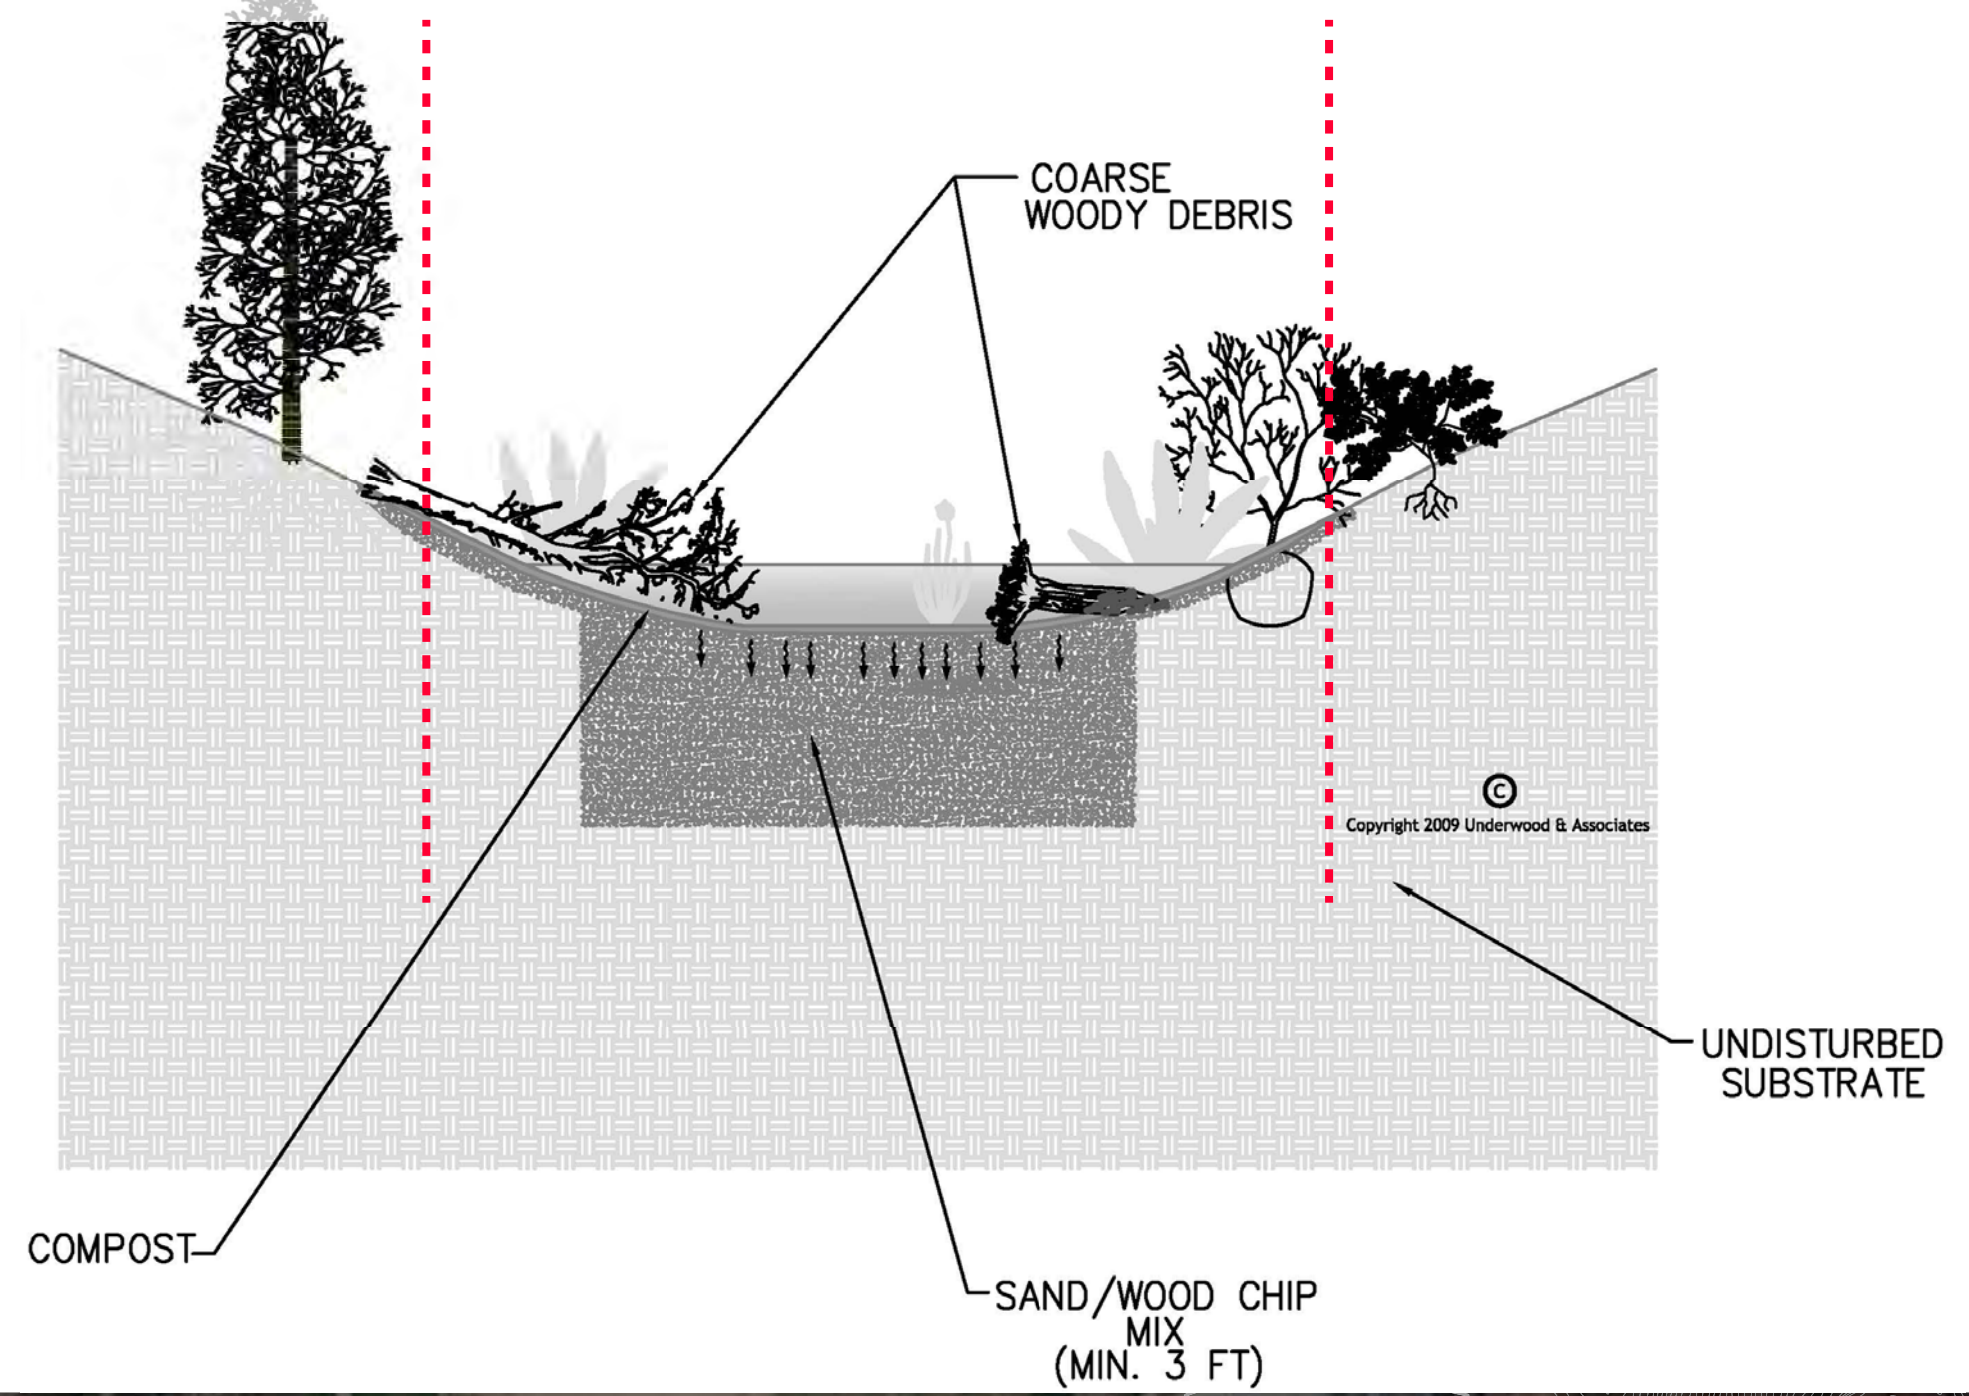 COARSE
WOODY DEBRIS
©
Copyright 2009 Underwood & Associates
UNDISTURBED
SUBSTRATE
COMPOST
SAND/WOOD CHIP
MIX
(MIN. 3 FT)